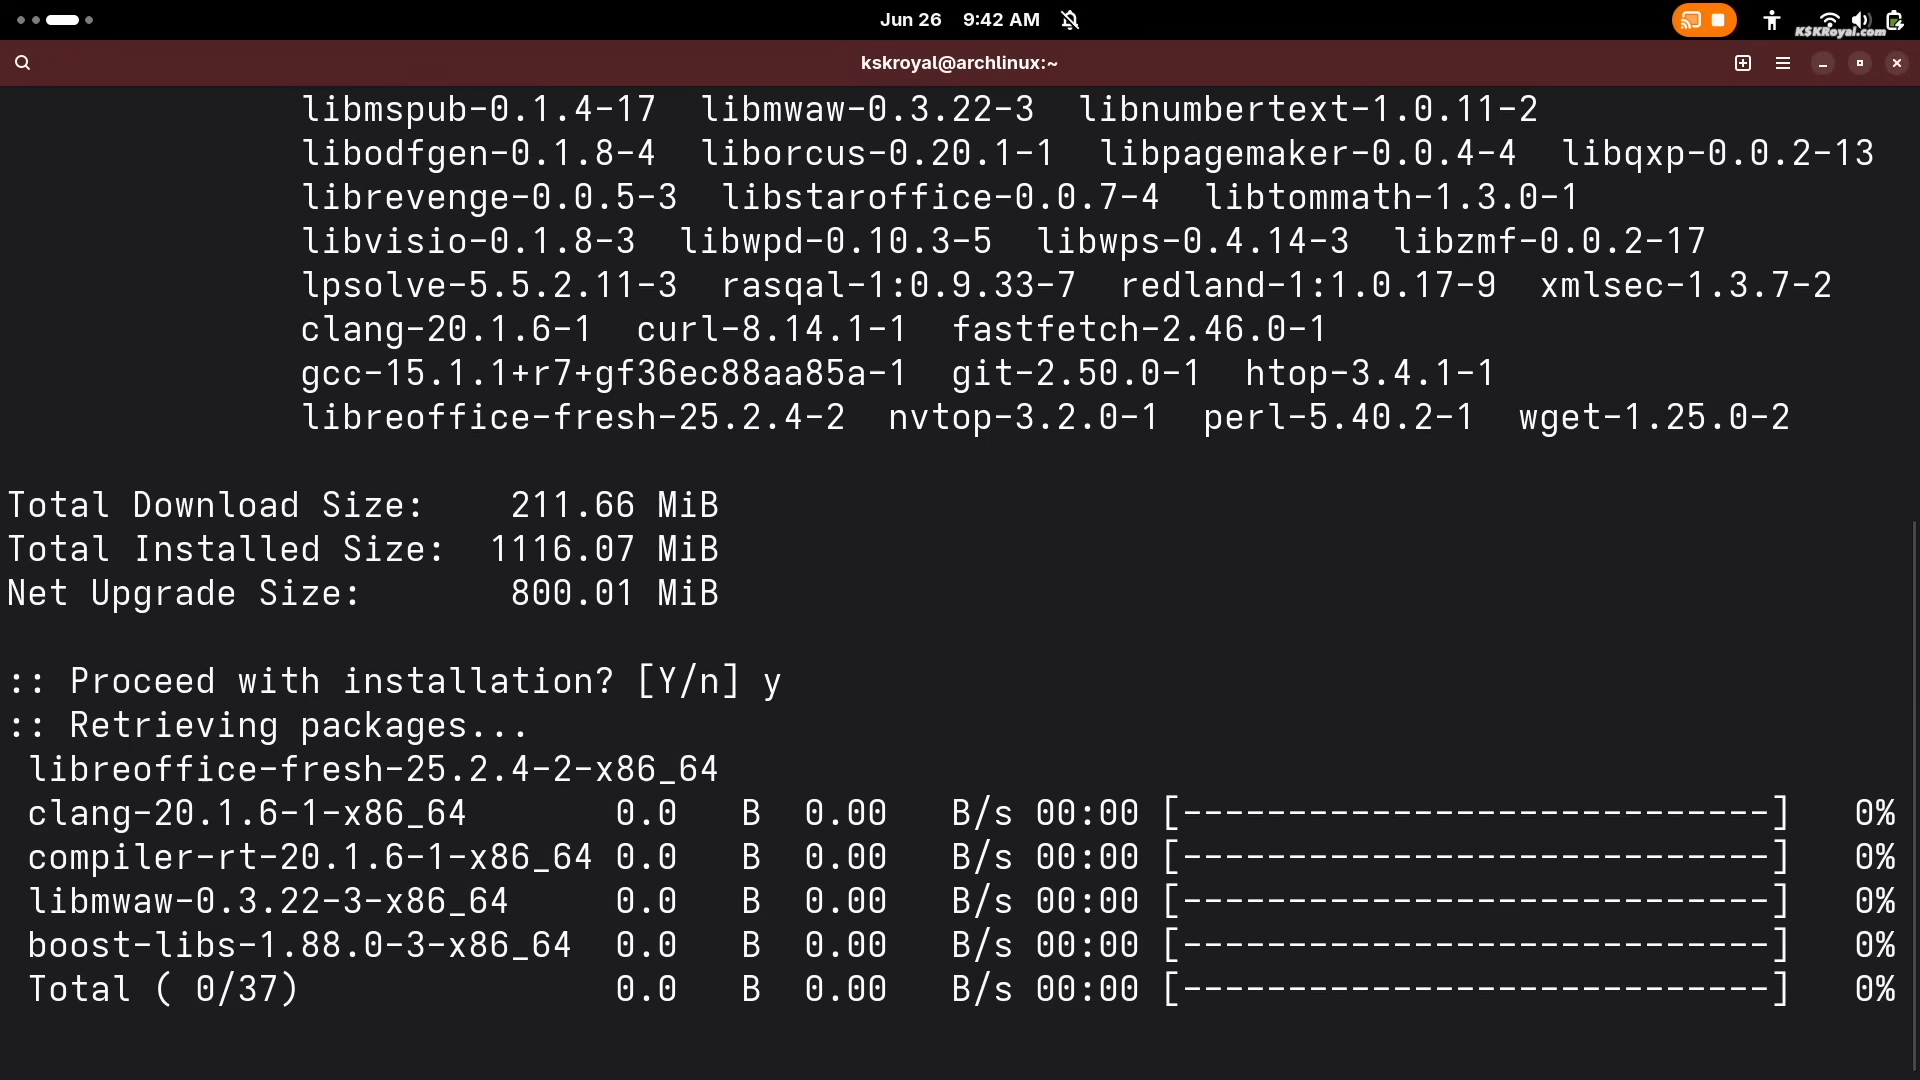 Jun 26 9:42 AM
K$KRoyal.com
kskroyal@archlinux:~
libmspub-0.1.4-17 libmwaw-0.3.22-3 libnumbertext-1.0.11-2
libodfgen-0.1.8-4 liborcus-0.20.1-1 libpagemaker-0.0.4-4 libqxp-0.0.2-13
librevenge-0.0.5-3 libstaroffice-0.0.7-4 libtommath-1.3.0-1
libvisio-0.1.8-3 libwpd-0.10.3-5 libwps-0.4.14-3 libzmf-0.0.2-17
lpsolve-5.5.2.11-3 rasqal-1:0.9.33-7 redland-1:1.0.17-9 xmlsec-1.3.7-2
clang-20.1.6-1 curl-8.14.1-1 fastfetch-2.46.0-1
gcc-15.1.1+r7+gf36ec88aa85a-1 git-2.50.0-1 htop-3.4.1-1
libreoffice-fresh-25.2.4-2 nvtop-3.2.0-1 perl-5.40.2-1 wget-1.25.0-2
Total Download Size: 211.66 MiB
Total Installed Size: 1116.07 MiB
Net Upgrade Size: 800.01 MiB
:: Proceed with installation? [Y/n] y
:: Retrieving packages...
libreoffice-fresh-25.2.4-2-x86_64
clang-20.1.6-1-x86_64 0.0 B 0.00 B/s 00:00 [----------------------------] 0%
compiler-rt-20.1.6-1-x86_64 0.0 B 0.00 B/s 00:00 [----------------------------] 0%
libmwaw-0.3.22-3-x86_64 0.0 B 0.00 B/s 00:00 [----------------------------] 0%
boost-libs-1.88.0-3-x86_64 0.0 B 0.00 B/s 00:00 [----------------------------] 0%
Total ( 0/37) 0.0 B 0.00 B/s 00:00 [----------------------------] 0%